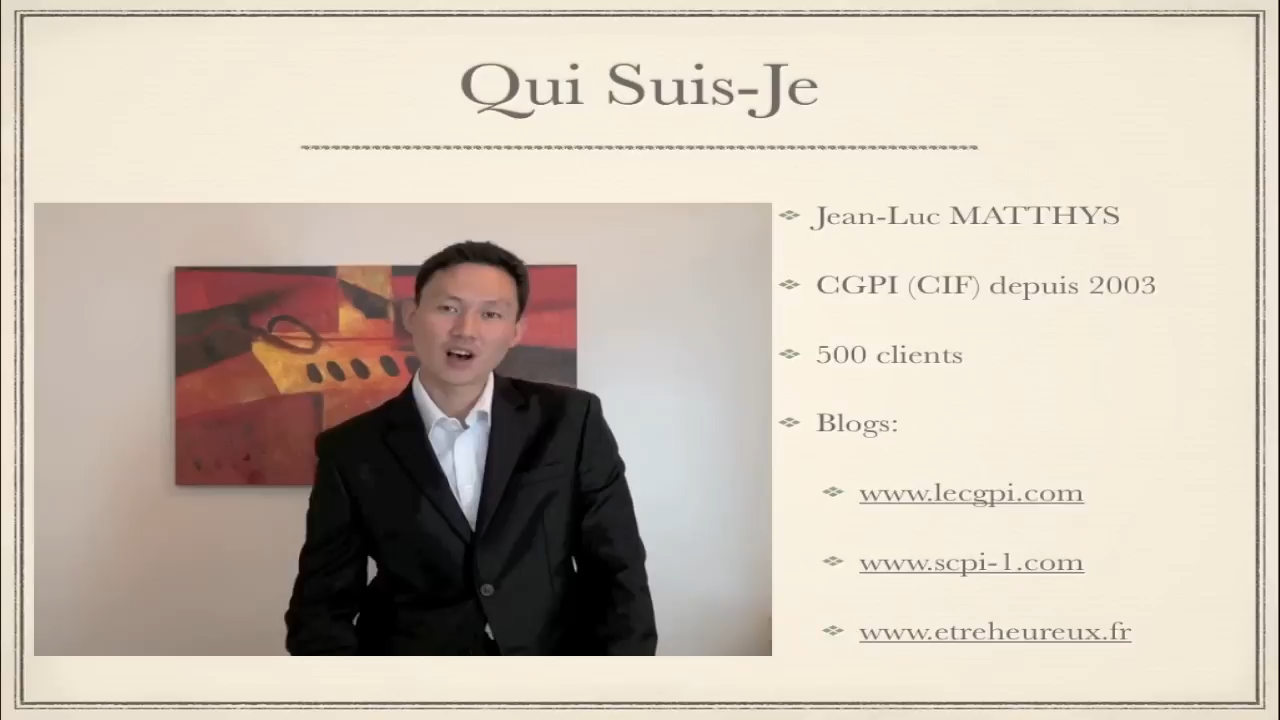 Qui Suis-Je
Jean-Luc MATTHYS
CGPI (CIF) depuis 2003
500 clients
Blogs:
www.lecgpi.com
www.scpi-1.com
www.etreheureux.fr